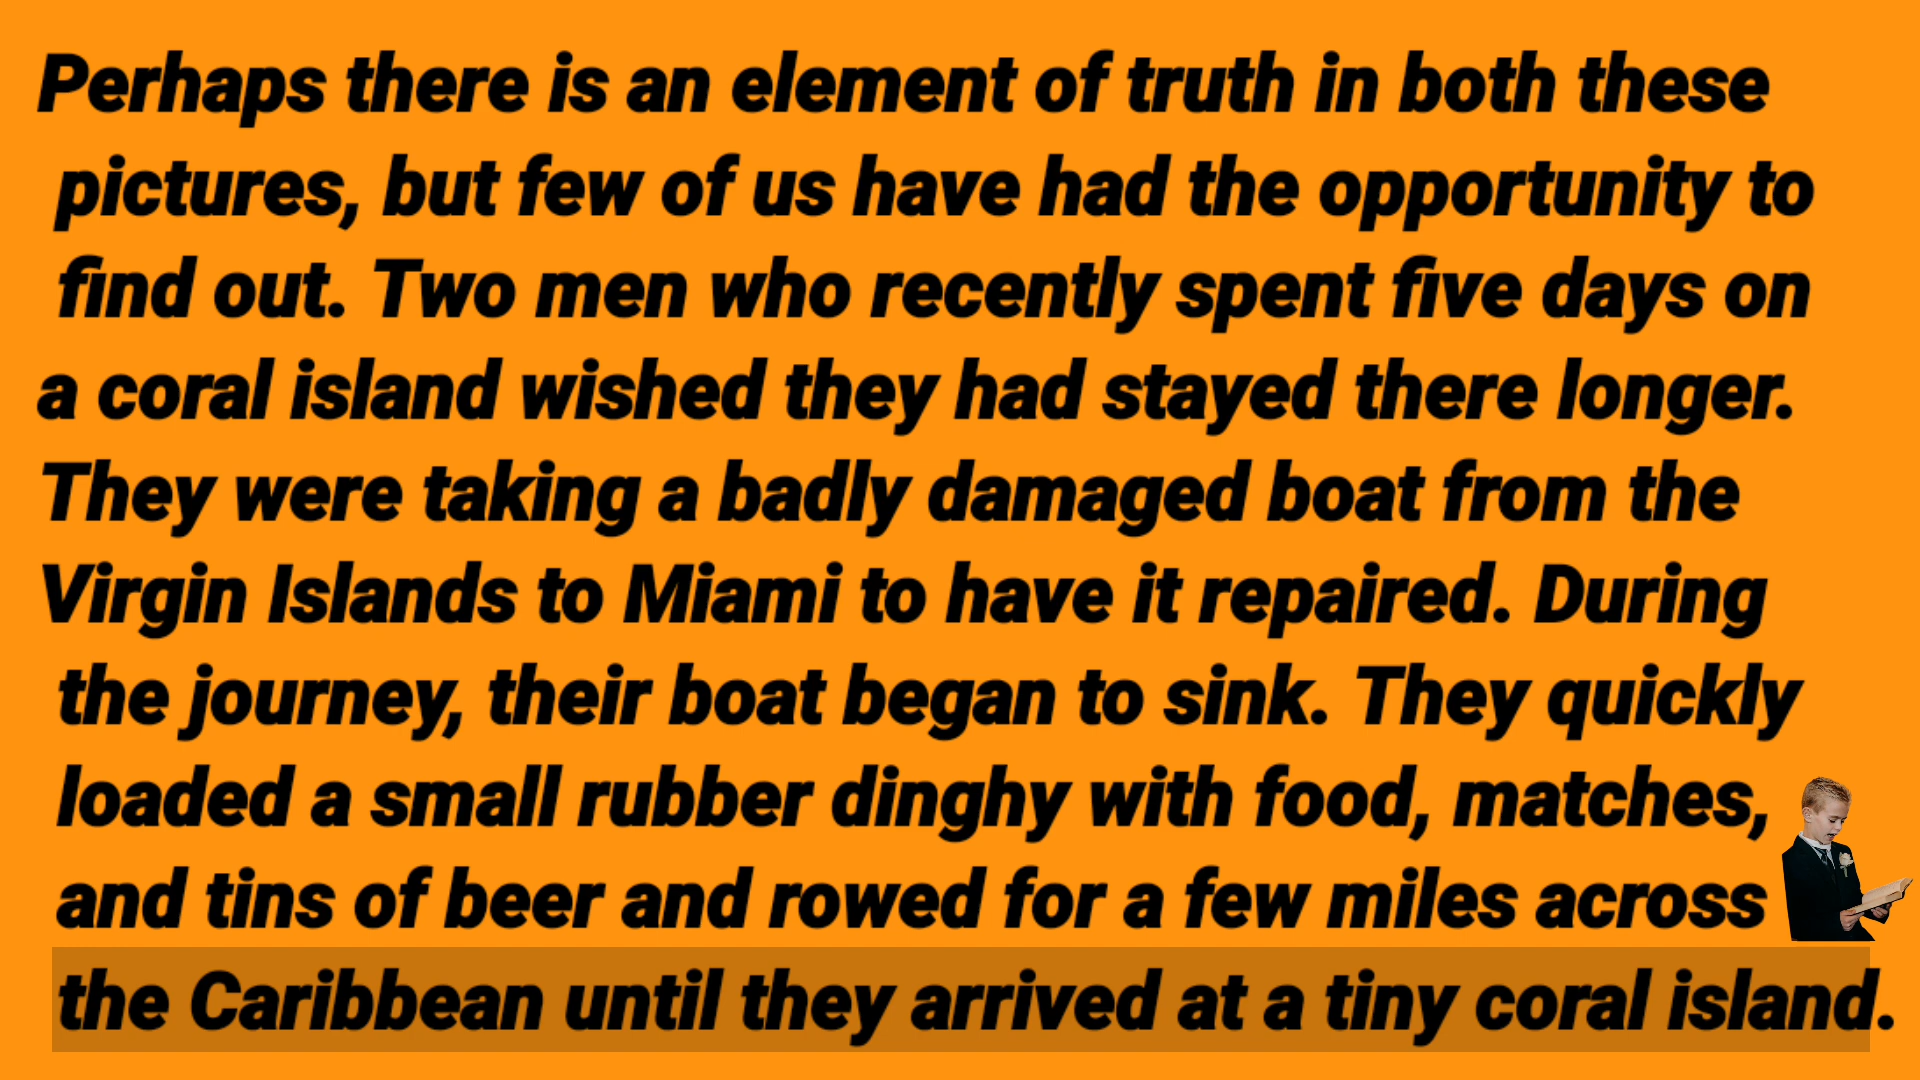 Perhaps there is an element of truth in both these
pictures, but few of us have had the opportunity to
find out. Two men who recently spent five days on
a coral island wished they had stayed there longer.
They were taking a badly damaged boat from the
Virgin Islands to Miami to have it repaired. During
the journey, their boat began to sink. They quickly
loaded a small rubber dinghy with food, matches,
and tins of beer and rowed for a few miles across
the Caribbean until they arrived at a tiny coral island.